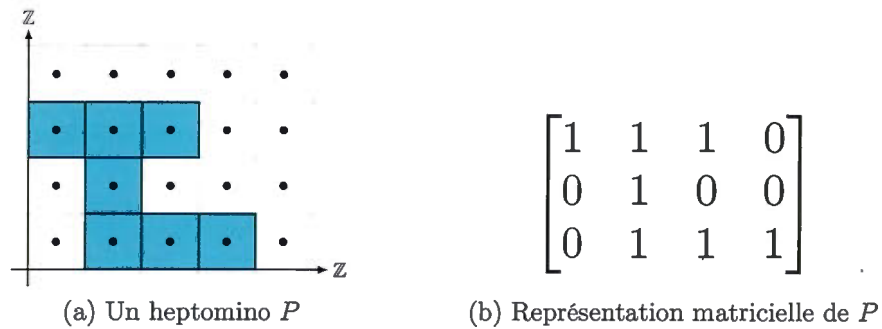 ℤ
ℤ
(a) Un heptomino P
1 1 1 0
0 1 0 0
0 1 1 1
(b) Représentation matricielle de P